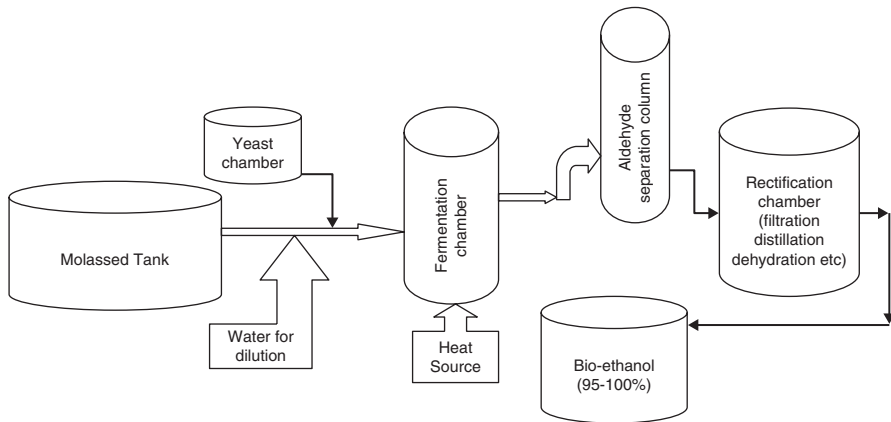 Yeast
chamber
Molassed Tank
Water for
dilution
Fermentation
chamber
Heat
Source
Aldehyde
separation column
Rectification
chamber
(filtration
distillation
dehydration etc)
Bio-ethanol
(95-100%)